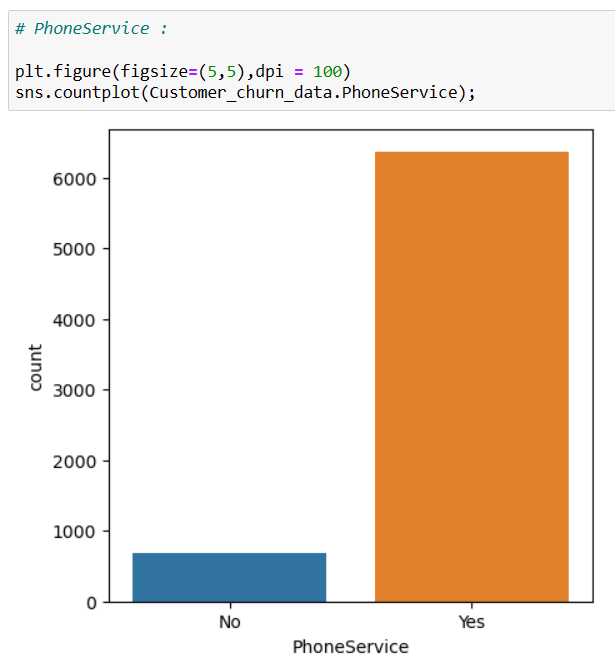 # PhoneService :
plt.figure(figsize=(5,5),dpi = 100)
sns.countplot(Customer_churn_data.PhoneService);
6000
5000
4000
3000
2000
1000
0
count
No
Yes
PhoneService